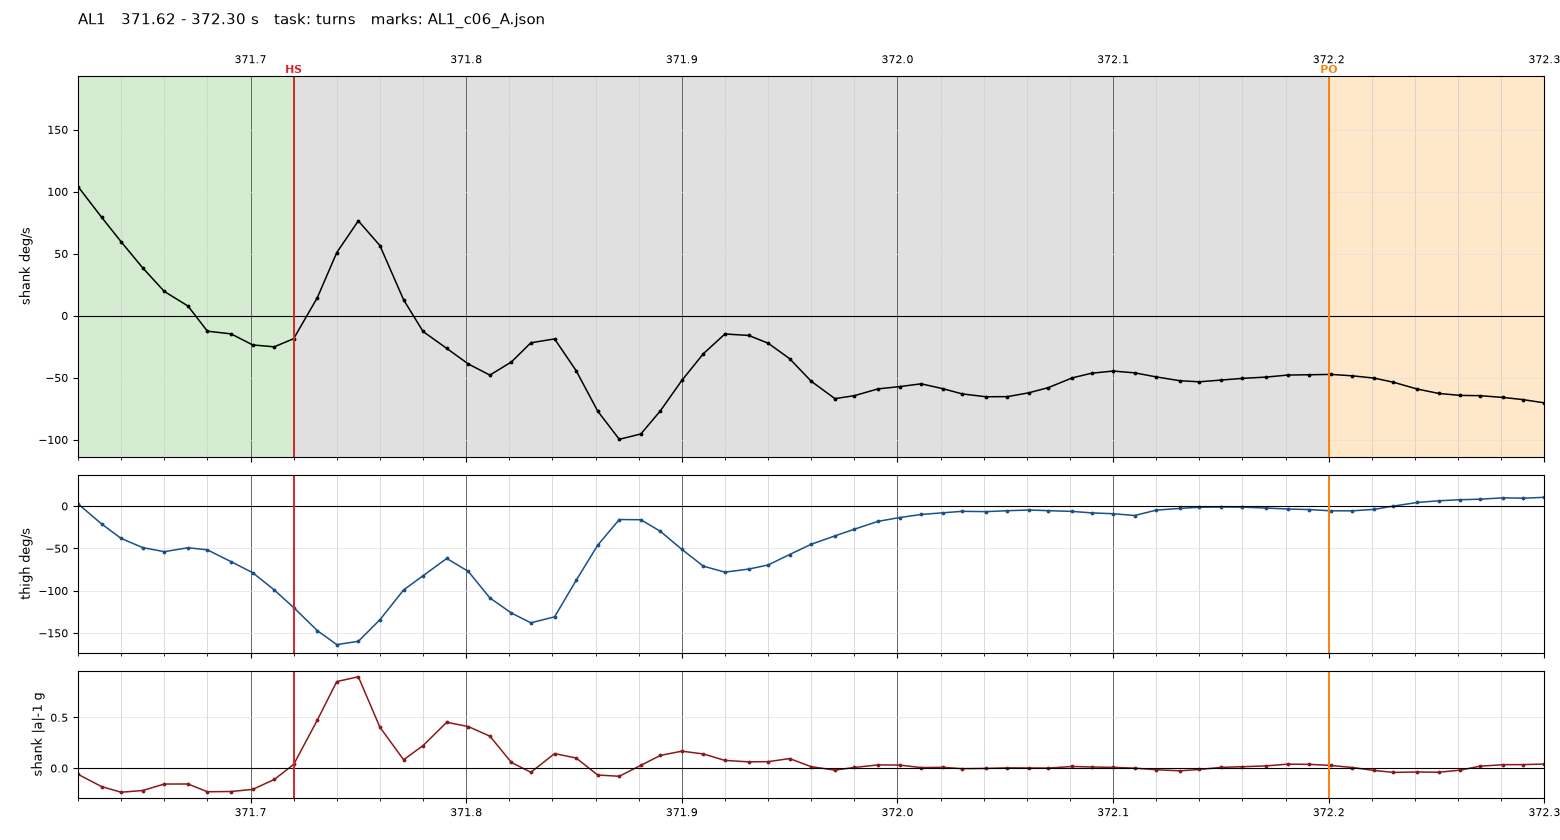 AL1   371.62 - 372.30 s   task: turns   marks: AL1_c06_A.json
371.7 371.8 371.9 372.0 372.1 372.2 372.3
HS PO
shank deg/s
150
100
50
0
−50
−100
thigh deg/s
0
−50
−100
−150
shank |a|-1 g
0.5
0.0
371.7 371.8 371.9 372.0 372.1 372.2 372.3